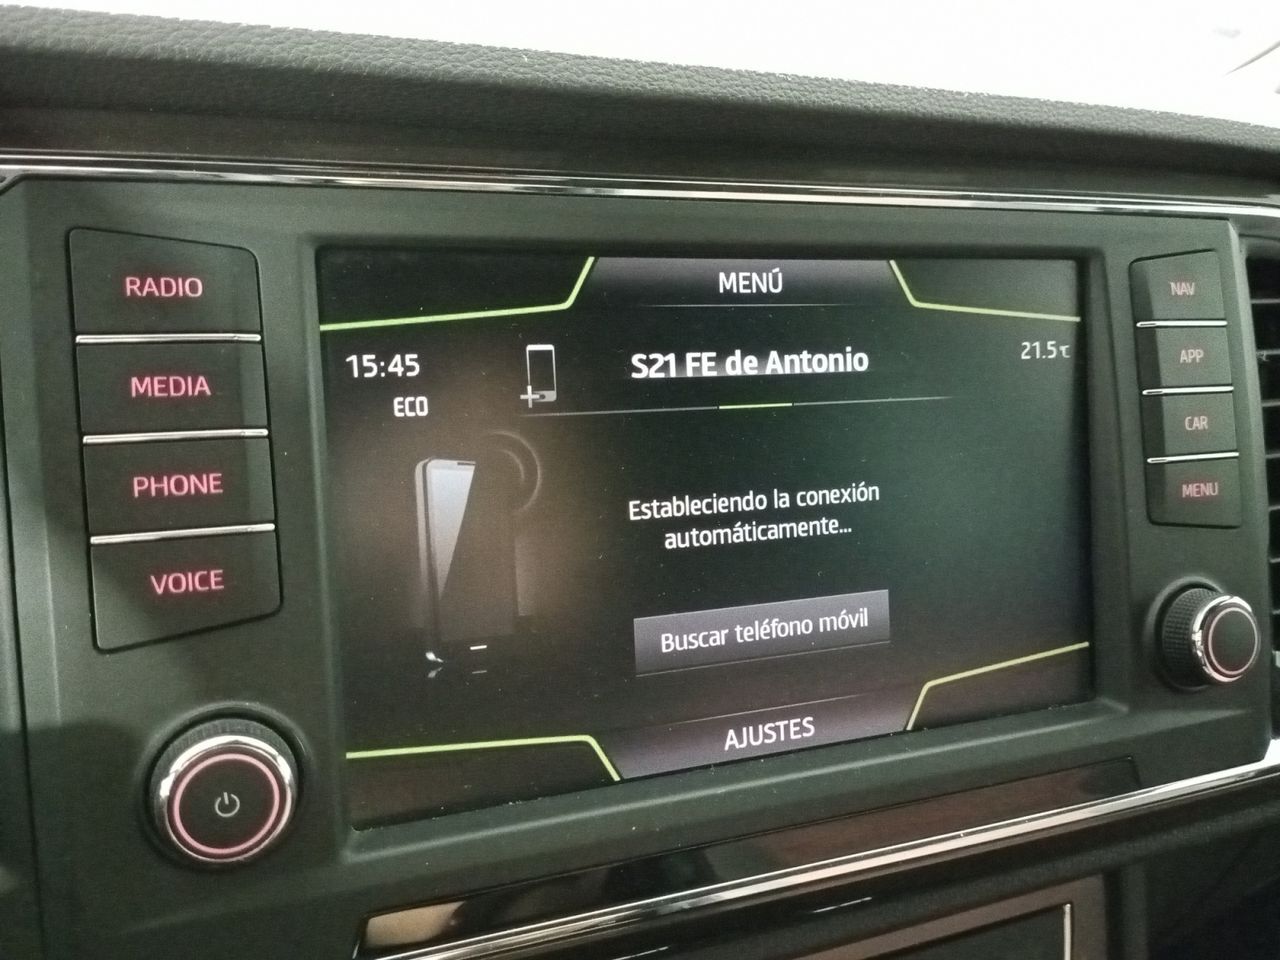 RADIO
MEDIA
PHONE
VOICE
MENÚ
15:45
ECO
S21 FE de Antonio
21.5℃
Estableciendo la conexión
automáticamente...
Buscar teléfono móvil
AJUSTES
NAV
APP
CAR
MENU